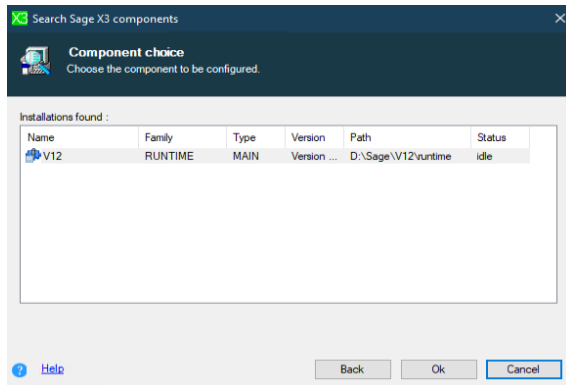 X3 Search Sage X3 components
Component choice
Choose the component to be configured.
Installations found :
Name Family Type Version Path Status
V12 RUNTIME MAIN Version ... D:\Sage\V12\runtime idle
? Help Back Ok Cancel